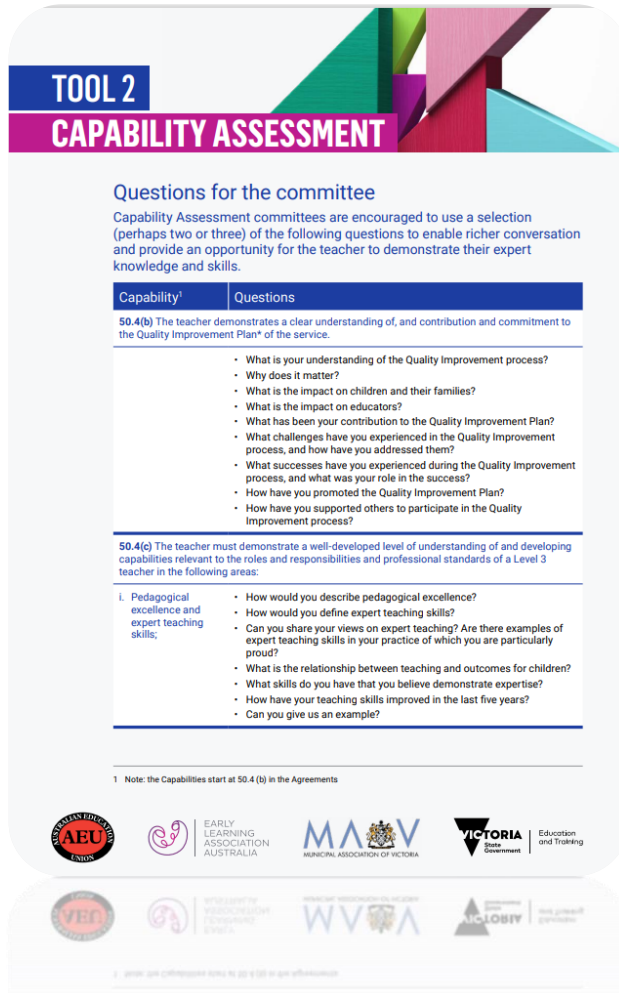 TOOL 2
CAPABILITY ASSESSMENT
Questions for the committee
Capability Assessment committees are encouraged to use a selection
(perhaps two or three) of the following questions to enable richer conversation
and provide an opportunity for the teacher to demonstrate their expert
knowledge and skills.
Capability1 Questions
50.4(b) The teacher demonstrates a clear understanding of, and contribution and commitment to
the Quality Improvement Plan* of the service.
• What is your understanding of the Quality Improvement process?
• Why does it matter?
• What is the impact on children and their families?
• What is the impact on educators?
• What has been your contribution to the Quality Improvement Plan?
• What challenges have you experienced in the Quality Improvement
process, and how have you addressed them?
• What successes have you experienced during the Quality Improvement
process, and what was your role in the success?
• How have you promoted the Quality Improvement Plan?
• How have you supported others to participate in the Quality
Improvement process?
50.4(c) The teacher must demonstrate a well-developed level of understanding of and developing
capabilities relevant to the roles and responsibilities and professional standards of a Level 3
teacher in the following areas:
i. Pedagogical
excellence and
expert teaching
skills;
• How would you describe pedagogical excellence?
• How would you define expert teaching skills?
• Can you share your views on expert teaching? Are there examples of
expert teaching skills in your practice of which you are particularly
proud?
• What is the relationship between teaching and outcomes for children?
• What skills do you have that you believe demonstrate expertise?
• How have your teaching skills improved in the last five years?
• Can you give us an example?
1 Note: the Capabilities start at 50.4 (b) in the Agreements
AUSTRALIAN EDUCATION
AEU
UNION
EARLY
LEARNING
ASSOCIATION
AUSTRALIA
MAV
MUNICIPAL ASSOCIATION OF VICTORIA
VICTORIA
State
Government
Education
and Training